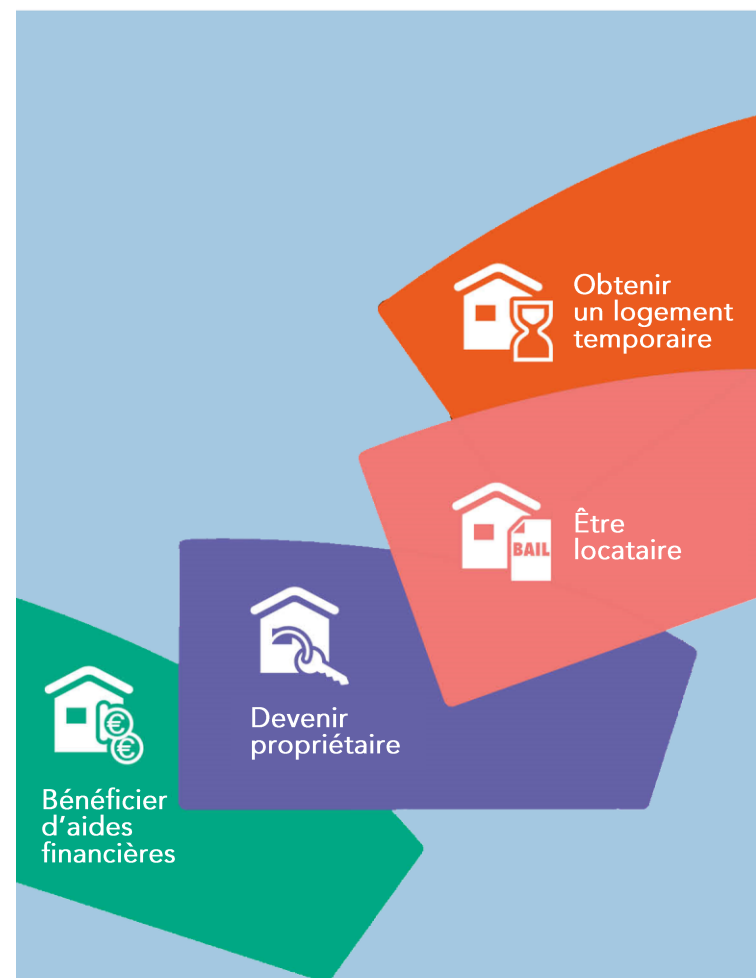 Obtenir
un logement
temporaire
BAIL
Être
locataire
Devenir
propriétaire
Bénéficier
d'aides
financières